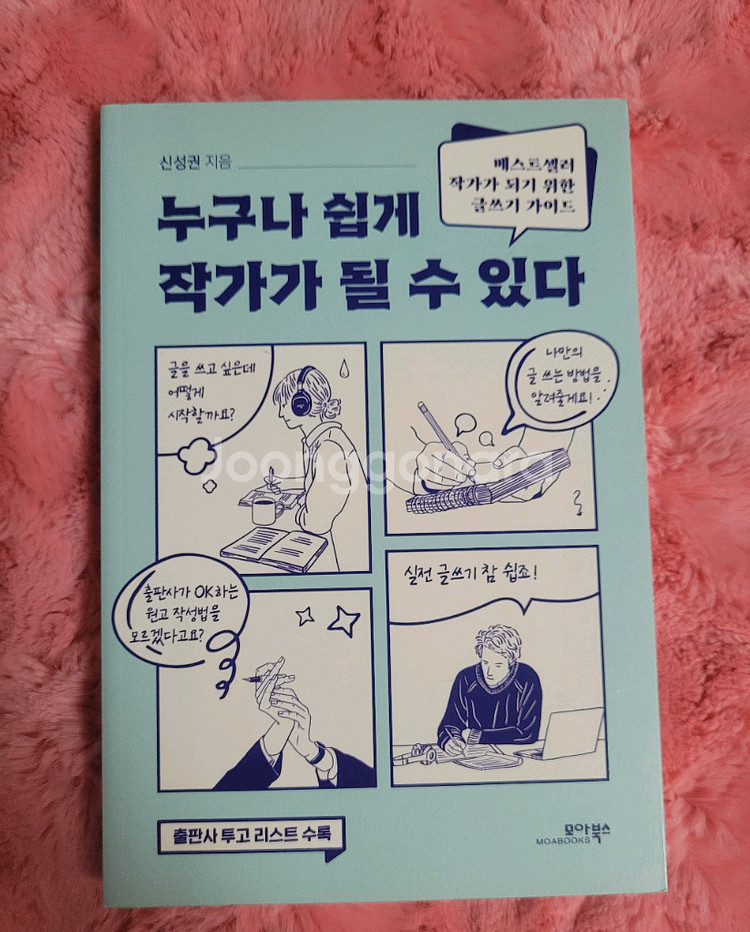 신성권 지음
베스트셀러
작가가 되기 위한
글쓰기 가이드
누구나 쉽게
작가가 될 수 있다
글을 쓰고 싶은데
어떻게
시작할까요?
나만의
글 쓰는 방법을
알려줄게요!
Joonggonara
출판사가 OK하는
원고 작성법을
모르겠다고요?
실전 글쓰기 참 쉽죠!
출판사 투고 리스트 수록
모아북스
MOABOOKS